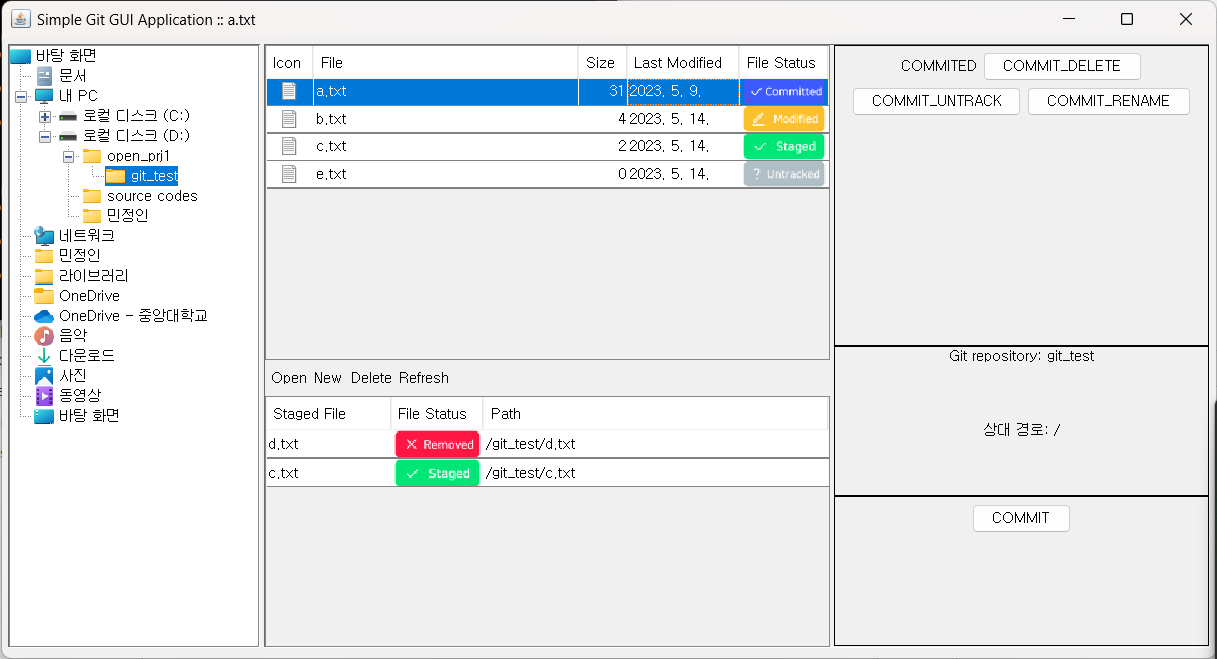 Simple Git GUI Application :: a.txt
바탕 화면
문서
내 PC
로컬 디스크 (C:)
로컬 디스크 (D:)
open_prj1
git_test
source codes
민정인
네트워크
민정인
라이브러리
OneDrive
OneDrive - 중앙대학교
음악
다운로드
사진
동영상
바탕 화면
Icon File Size Last Modified File Status
a.txt 31 2023. 5. 9. Committed
b.txt 4 2023. 5. 14. Modified
c.txt 2 2023. 5. 14. Staged
e.txt 0 2023. 5. 14. Untracked
Open New Delete Refresh
Staged File File Status Path
d.txt Removed /git_test/d.txt
c.txt Staged /git_test/c.txt
COMMITED COMMIT_DELETE
COMMIT_UNTRACK COMMIT_RENAME
Git repository: git_test
상대 경로: /
COMMIT